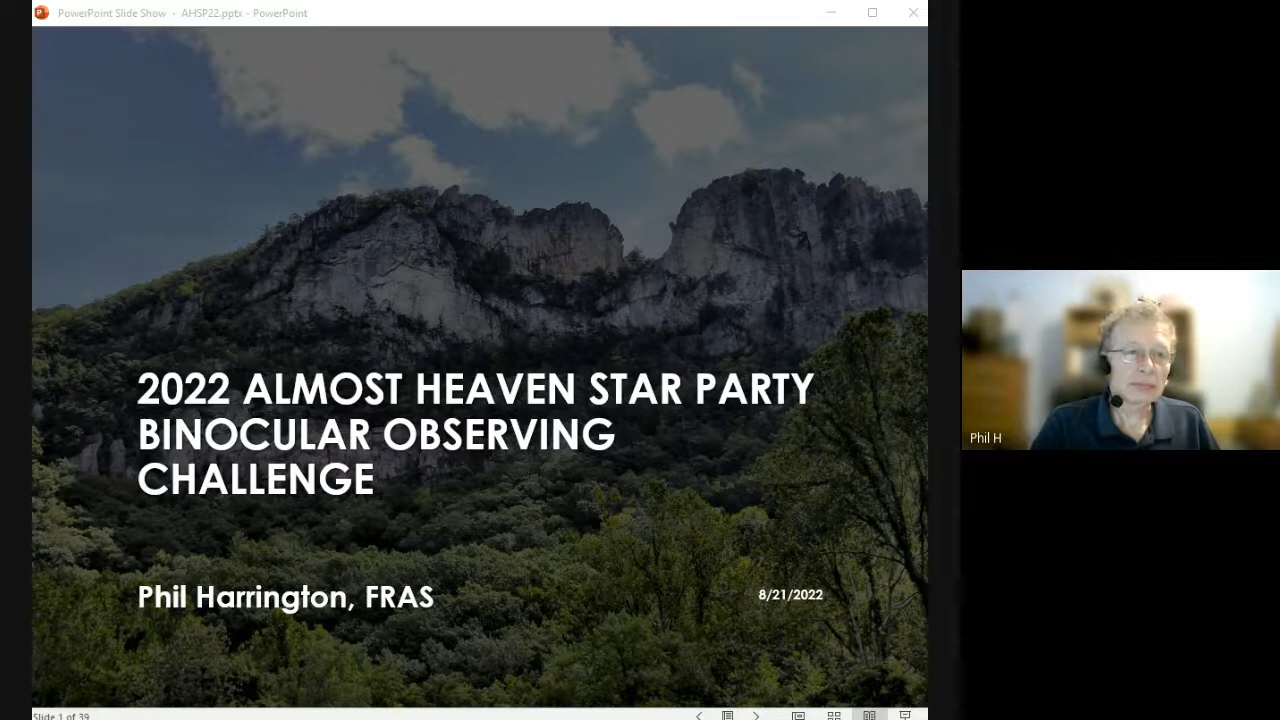 PowerPoint Slide Show - AHSP22.pptx - PowerPoint
2022 ALMOST HEAVEN STAR PARTY
BINOCULAR OBSERVING
CHALLENGE
Phil Harrington, FRAS
8/21/2022
Phil H
Slide 1 of 39